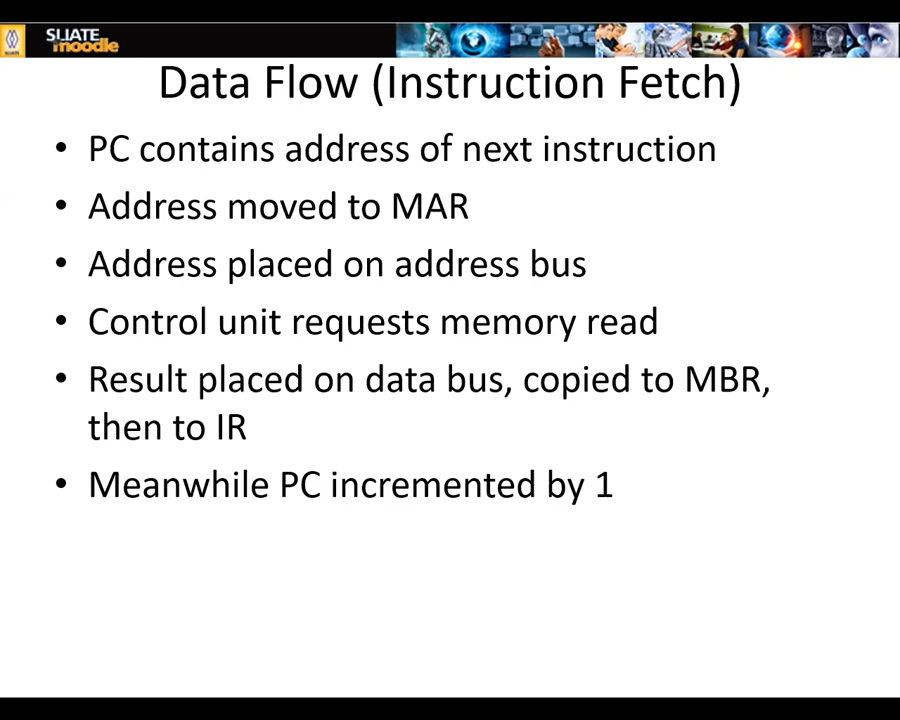 SLIATE
moodle
Data Flow (Instruction Fetch)
• PC contains address of next instruction
• Address moved to MAR
• Address placed on address bus
• Control unit requests memory read
• Result placed on data bus, copied to MBR,
then to IR
• Meanwhile PC incremented by 1